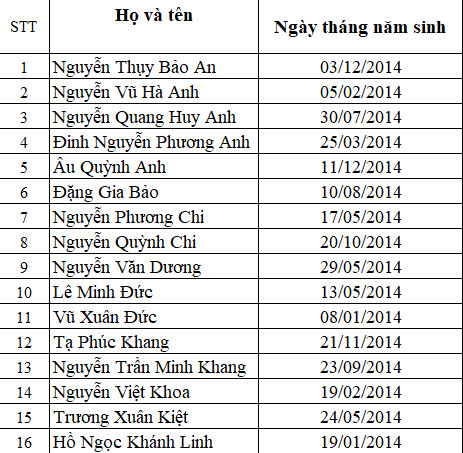 STT Họ và tên Ngày tháng năm sinh
1 Nguyễn Thụy Bảo An 03/12/2014
2 Nguyễn Vũ Hà Anh 05/02/2014
3 Nguyễn Quang Huy Anh 30/07/2014
4 Đinh Nguyễn Phương Anh 25/03/2014
5 Âu Quỳnh Anh 11/12/2014
6 Đặng Gia Bảo 10/08/2014
7 Nguyễn Phương Chi 17/05/2014
8 Nguyễn Quỳnh Chi 20/10/2014
9 Nguyễn Văn Dương 29/05/2014
10 Lê Minh Đức 13/05/2014
11 Vũ Xuân Đức 08/01/2014
12 Tạ Phúc Khang 21/11/2014
13 Nguyễn Trần Minh Khang 23/09/2014
14 Nguyễn Việt Khoa 19/02/2014
15 Trương Xuân Kiệt 24/05/2014
16 Hồ Ngọc Khánh Linh 19/01/2014